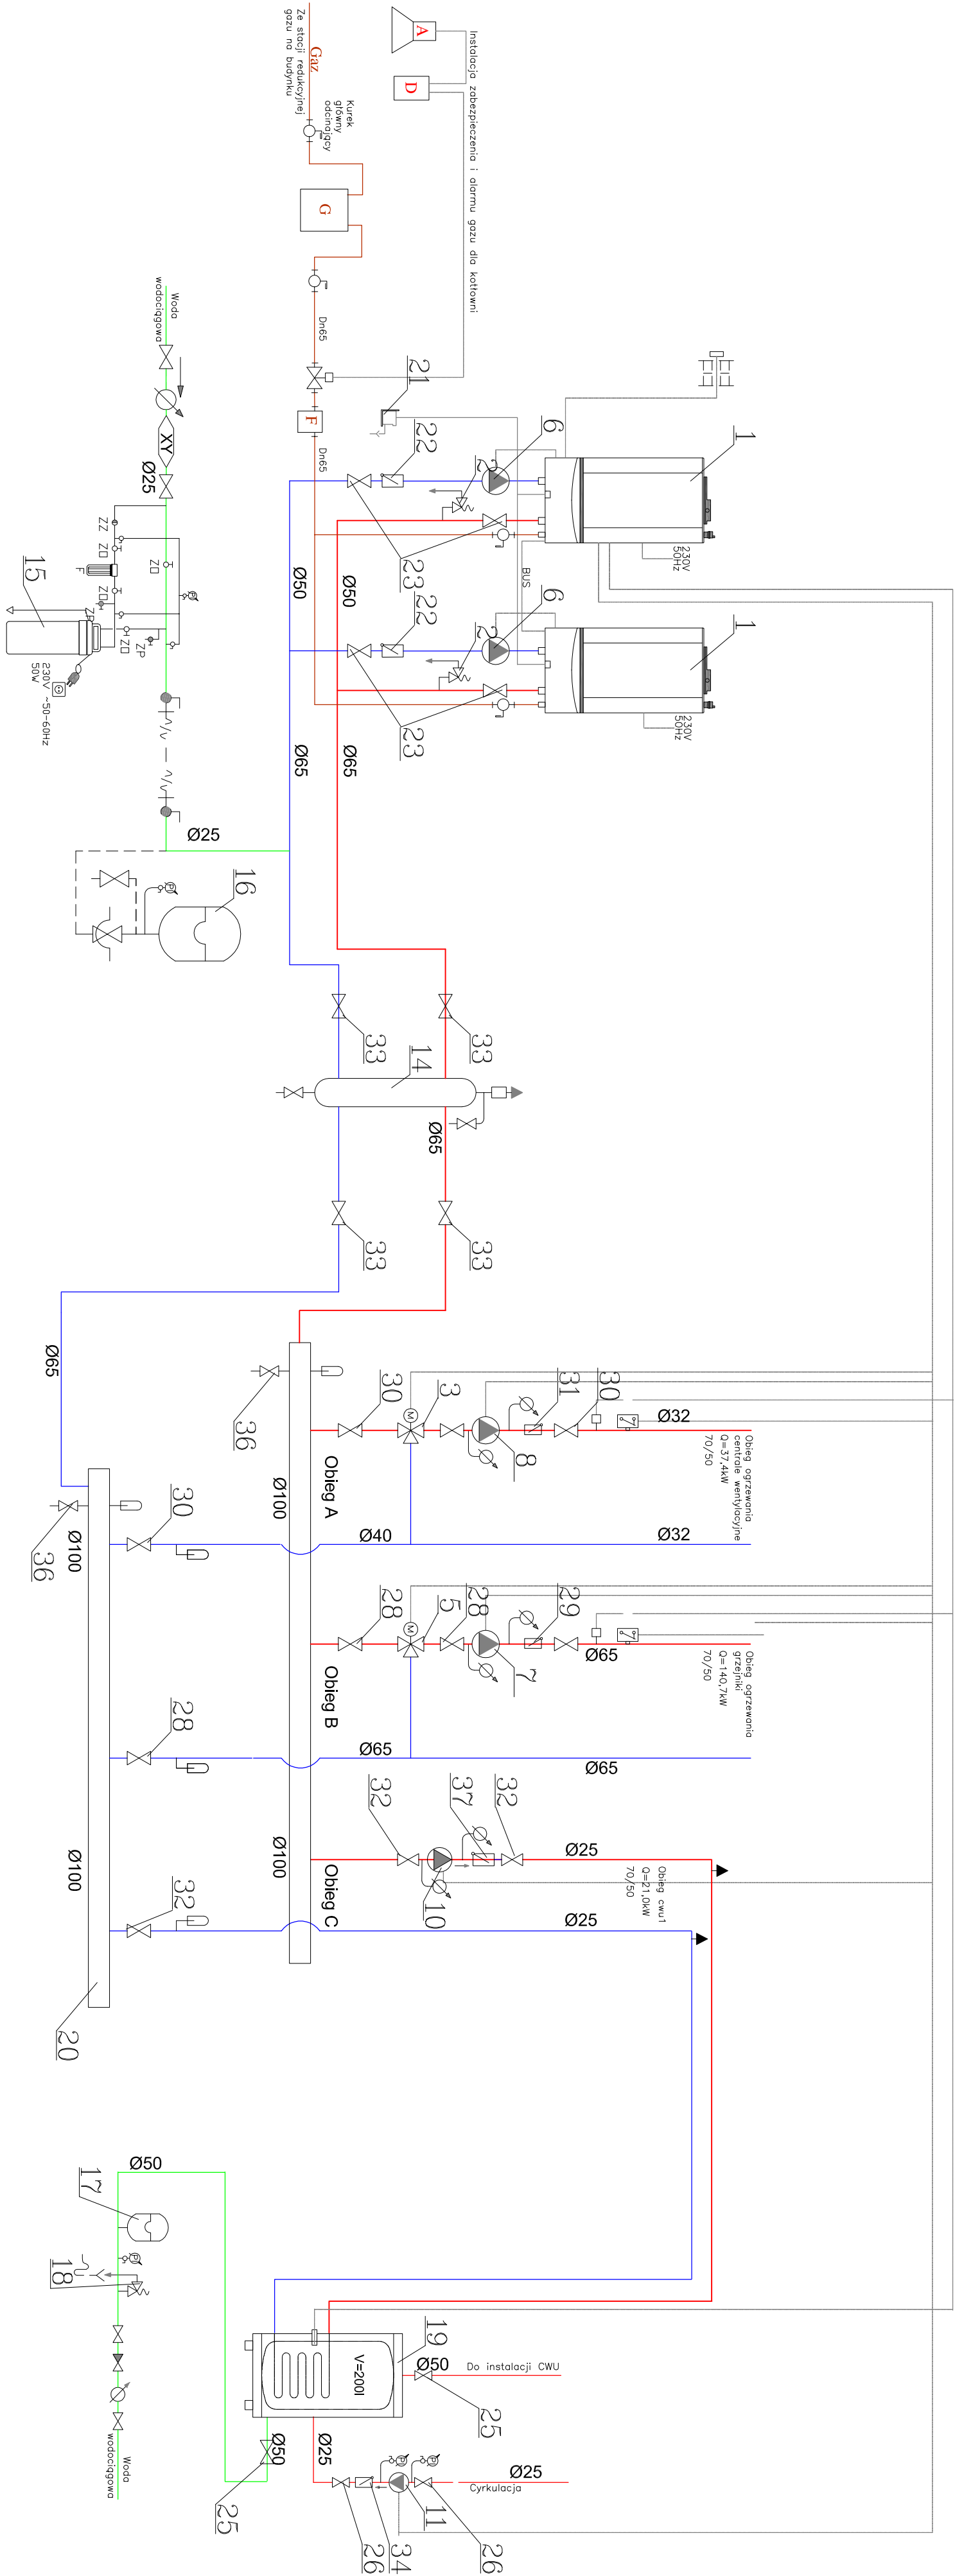 Instalacja zabezpieczenia i alarmu gazu dla kotłowni
A
D
Gaz
Ze stacji redukcyjnej
gazu na budynku
Kurek
główny
odcinający
G
Dn65
F
Dn65
Woda
wodociągowa
XY
Ø25
ZZ
ZO
F
ZO
ZO
ZP
ZO
ZP
15
230V ~50-60Hz
50W
21
22
6
1
2
23
230V
50Hz
BUS
Ø50
Ø50
22
6
1
2
23
230V
50Hz
Ø65
Ø65
Ø25
16
33
33
14
Ø65
33
33
Ø65
36
30
3
31
30
8
Ø32
Obieg ogrzewania
centrale wentylacyjne
Q=37,4kW
70/50
Obieg A
Ø100
36
Ø100
30
Ø40
Ø32
28
5
28
29
7
Ø65
Obieg ogrzewania
grzejniki
Q=140,7kW
70/50
Obieg B
28
Ø65
Ø65
32
37
32
10
Ø25
Obieg cwu1
Q=21,0kW
70/50
Ø100
Obieg C
Ø100
32
Ø25
20
Ø50
17
18
Woda
wodociągowa
19
V=200l
Ø50
Do instalacji CWU
25
Ø50
25
Ø25
Ø25
Cyrkulacja
11
26
34
26